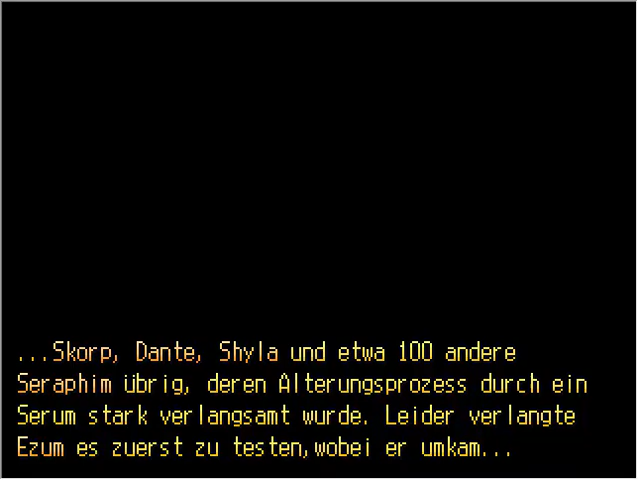 ...Skorp, Dante, Shyla und etwa 100 andere
Seraphim übrig, deren Alterungsprozess durch ein
Serum stark verlangsamt wurde. Leider verlangte
Ezum es zuerst zu testen,wobei er umkam...